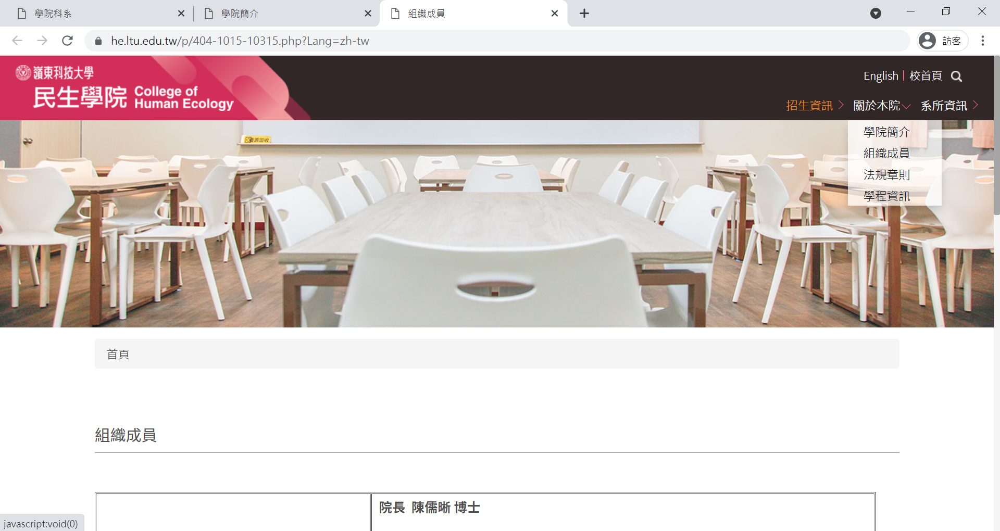 學院科系
學院簡介
組織成員
he.ltu.edu.tw/p/404-1015-10315.php?Lang=zh-tw
訪客
嶺東科技大學
民生學院 College of Human Ecology
English | 校首頁
招生資訊 關於本院 系所資訊
學院簡介
組織成員
法規章則
學程資訊
首頁
組織成員
院長 陳儒晰 博士
javascript:void(0)